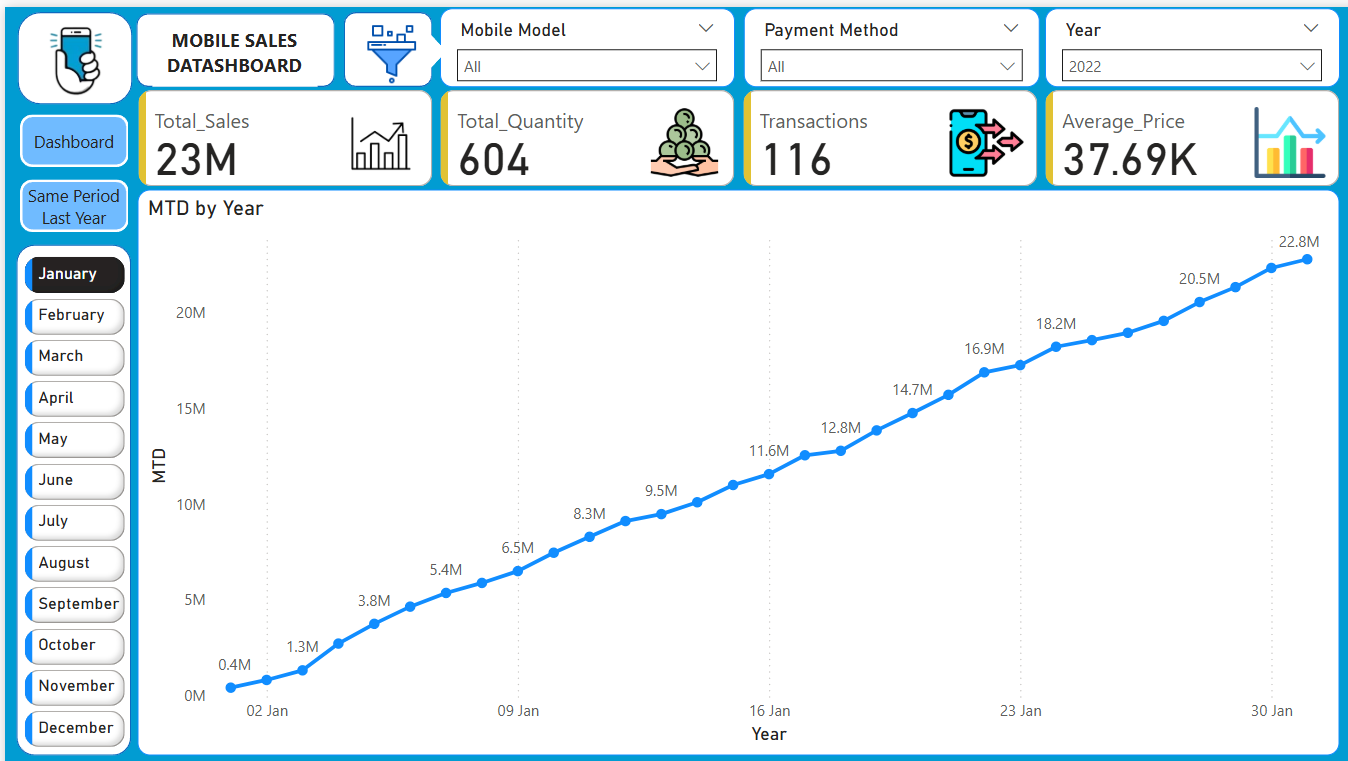 MOBILE SALES
DATASHBOARD
Mobile Model
All
Payment Method
All
Year
2022
Total_Sales
23M
Total_Quantity
604
Transactions
116
Average_Price
37.69K
Dashboard
Same Period
Last Year
January
February
March
April
May
June
July
August
September
October
November
December
MTD by Year
MTD
20M
15M
10M
5M
0M
0.4M
1.3M
3.8M
5.4M
6.5M
8.3M
9.5M
11.6M
12.8M
14.7M
16.9M
18.2M
20.5M
22.8M
02 Jan
09 Jan
16 Jan
23 Jan
30 Jan
Year
$